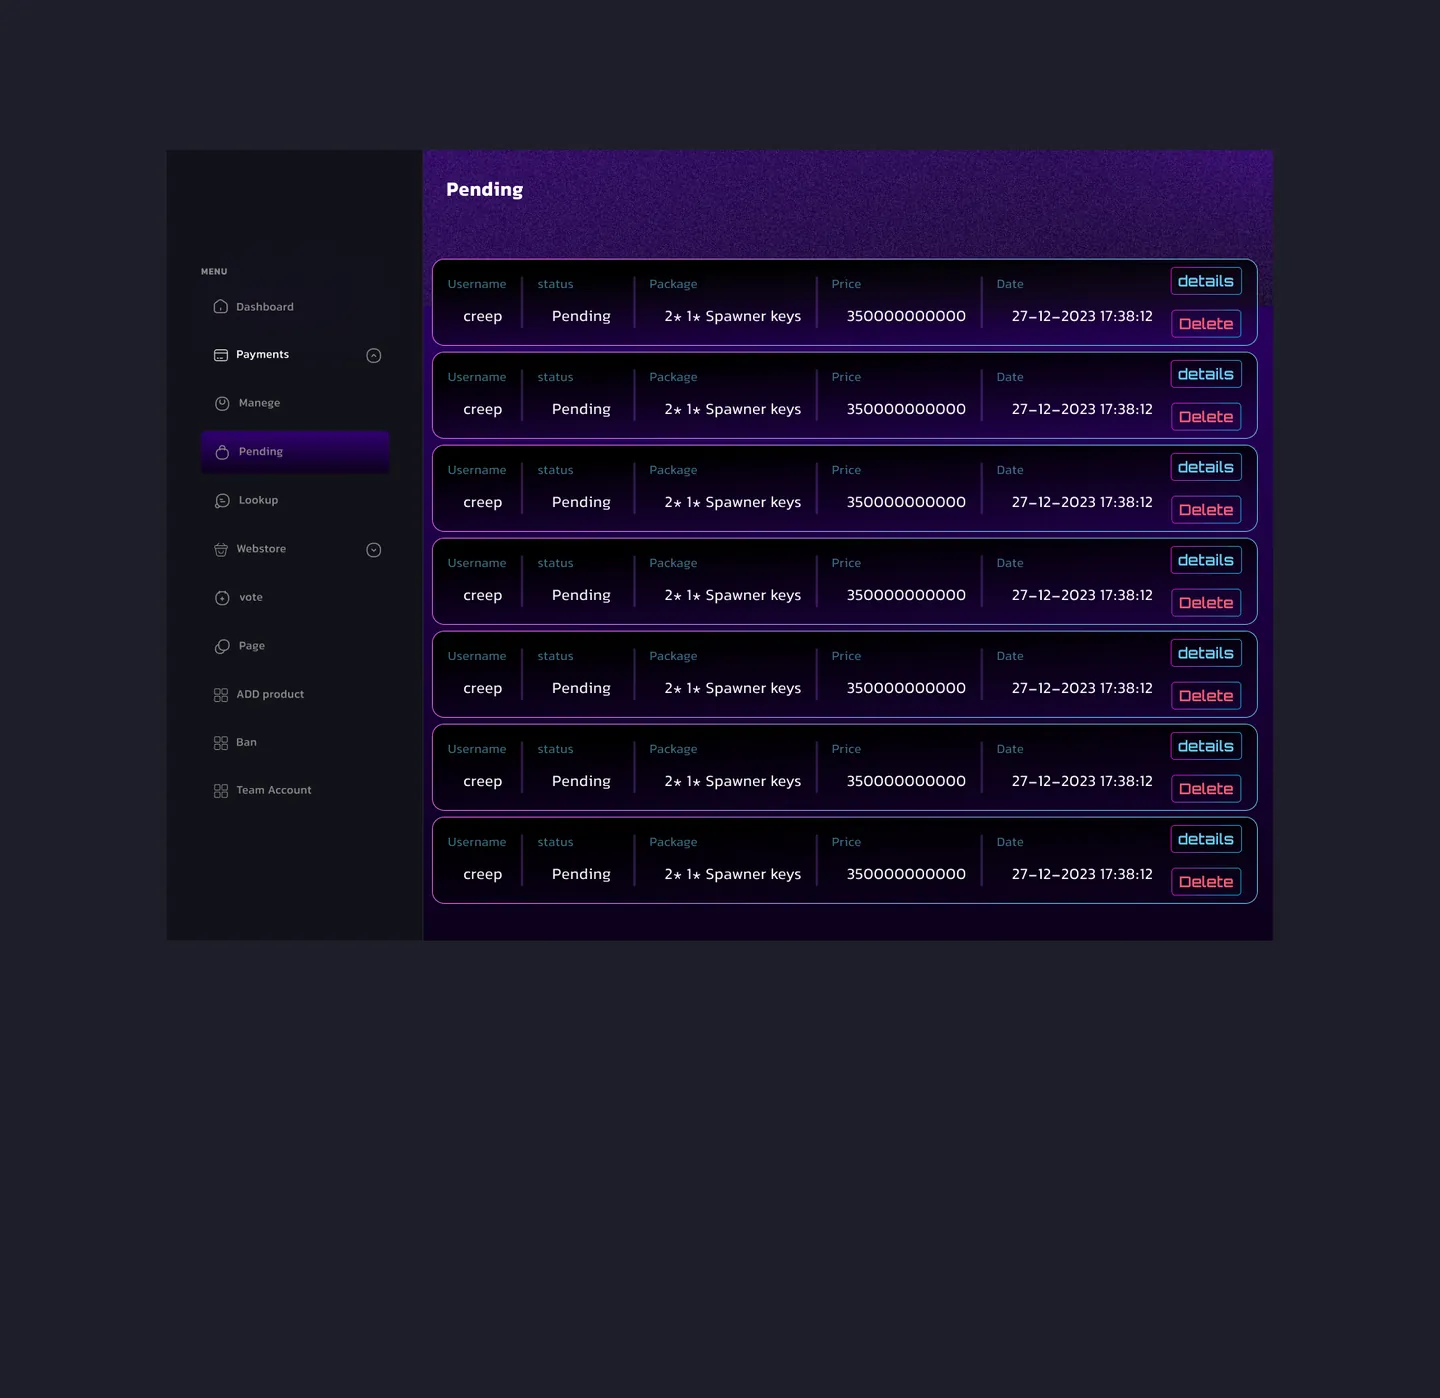 Pending
MENU
Dashboard
Payments
Manege
Pending
Lookup
Webstore
vote
Page
ADD product
Ban
Team Account
Username status Package Price Date details
creep Pending 2* 1* Spawner keys 350000000000 27-12-2023 17:38:12 Delete
Username status Package Price Date details
creep Pending 2* 1* Spawner keys 350000000000 27-12-2023 17:38:12 Delete
Username status Package Price Date details
creep Pending 2* 1* Spawner keys 350000000000 27-12-2023 17:38:12 Delete
Username status Package Price Date details
creep Pending 2* 1* Spawner keys 350000000000 27-12-2023 17:38:12 Delete
Username status Package Price Date details
creep Pending 2* 1* Spawner keys 350000000000 27-12-2023 17:38:12 Delete
Username status Package Price Date details
creep Pending 2* 1* Spawner keys 350000000000 27-12-2023 17:38:12 Delete
Username status Package Price Date details
creep Pending 2* 1* Spawner keys 350000000000 27-12-2023 17:38:12 Delete